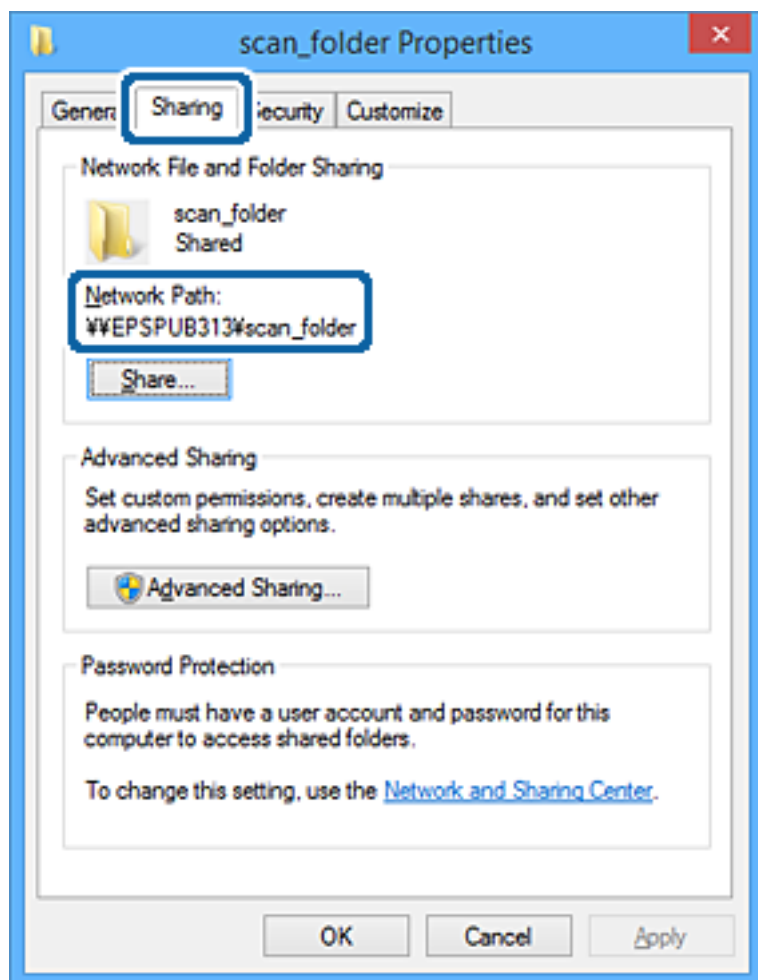 scan_folder Properties
General Sharing Security Customize
Network File and Folder Sharing
scan_folder
Shared
Network Path:
¥¥EPSPUB313¥scan_folder
Share...
Advanced Sharing
Set custom permissions, create multiple shares, and set other
advanced sharing options.
Advanced Sharing...
Password Protection
People must have a user account and password for this
computer to access shared folders.
To change this setting, use the Network and Sharing Center.
OK Cancel Apply